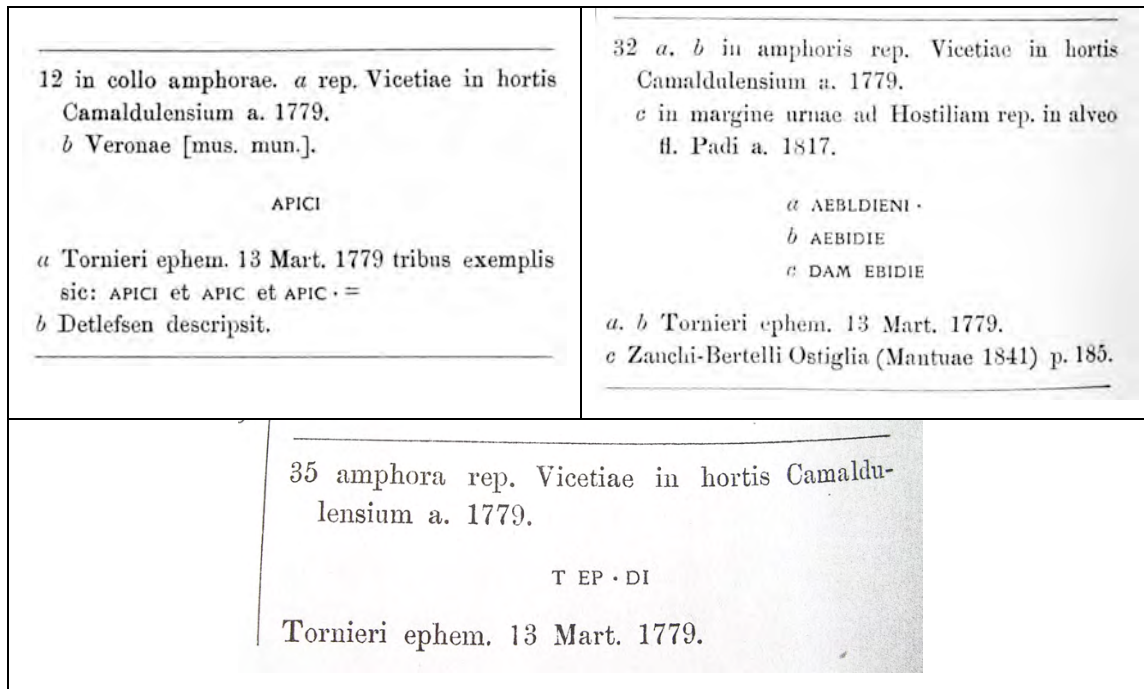 12 in collo amphorae. a rep. Vicetiae in hortis
Camaldulensium a. 1779.
b Veronae [mus. mun.].
APICI
a Tornieri ephem. 13 Mart. 1779 tribus exemplis
sic: APICI et APIC et APIC · =
b Detlefsen descripsit.
32 a. b in amphoris rep. Vicetiae in hortis
Camaldulensium a. 1779.
c in margine urnae ad Hostiliam rep. in alveo
fl. Padi a. 1817.
a AEBLDIENI ·
b AEBIDIE
c DAM EBIDIE
a. b Tornieri ephem. 13 Mart. 1779.
c Zanchi-Bertelli Ostiglia (Mantuae 1841) p. 185.
35 amphora rep. Vicetiae in hortis Camaldu-
lensium a. 1779.
T EP · DI
Tornieri ephem. 13 Mart. 1779.